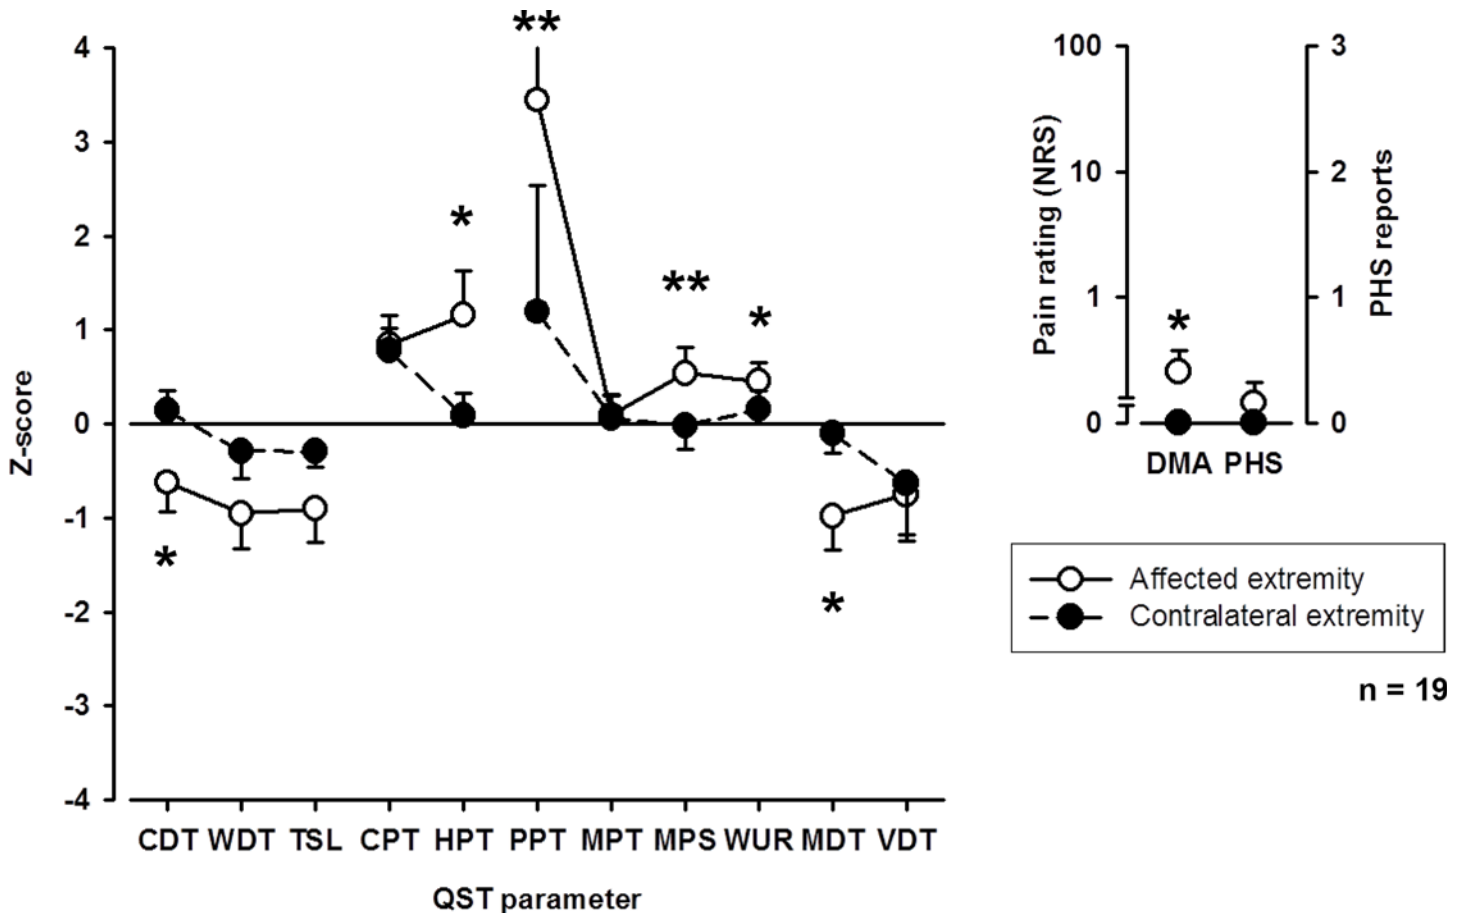 **
4
3
2
1
0
-1
-2
-3
-4
Z-score
*
**
*
*
*
CDT WDT TSL CPT HPT PPT MPT MPS WUR MDT VDT
QST parameter
100
10
1
0
Pain rating (NRS)
3
2
1
0
PHS reports
*
DMA PHS
Affected extremity
Contralateral extremity
n = 19